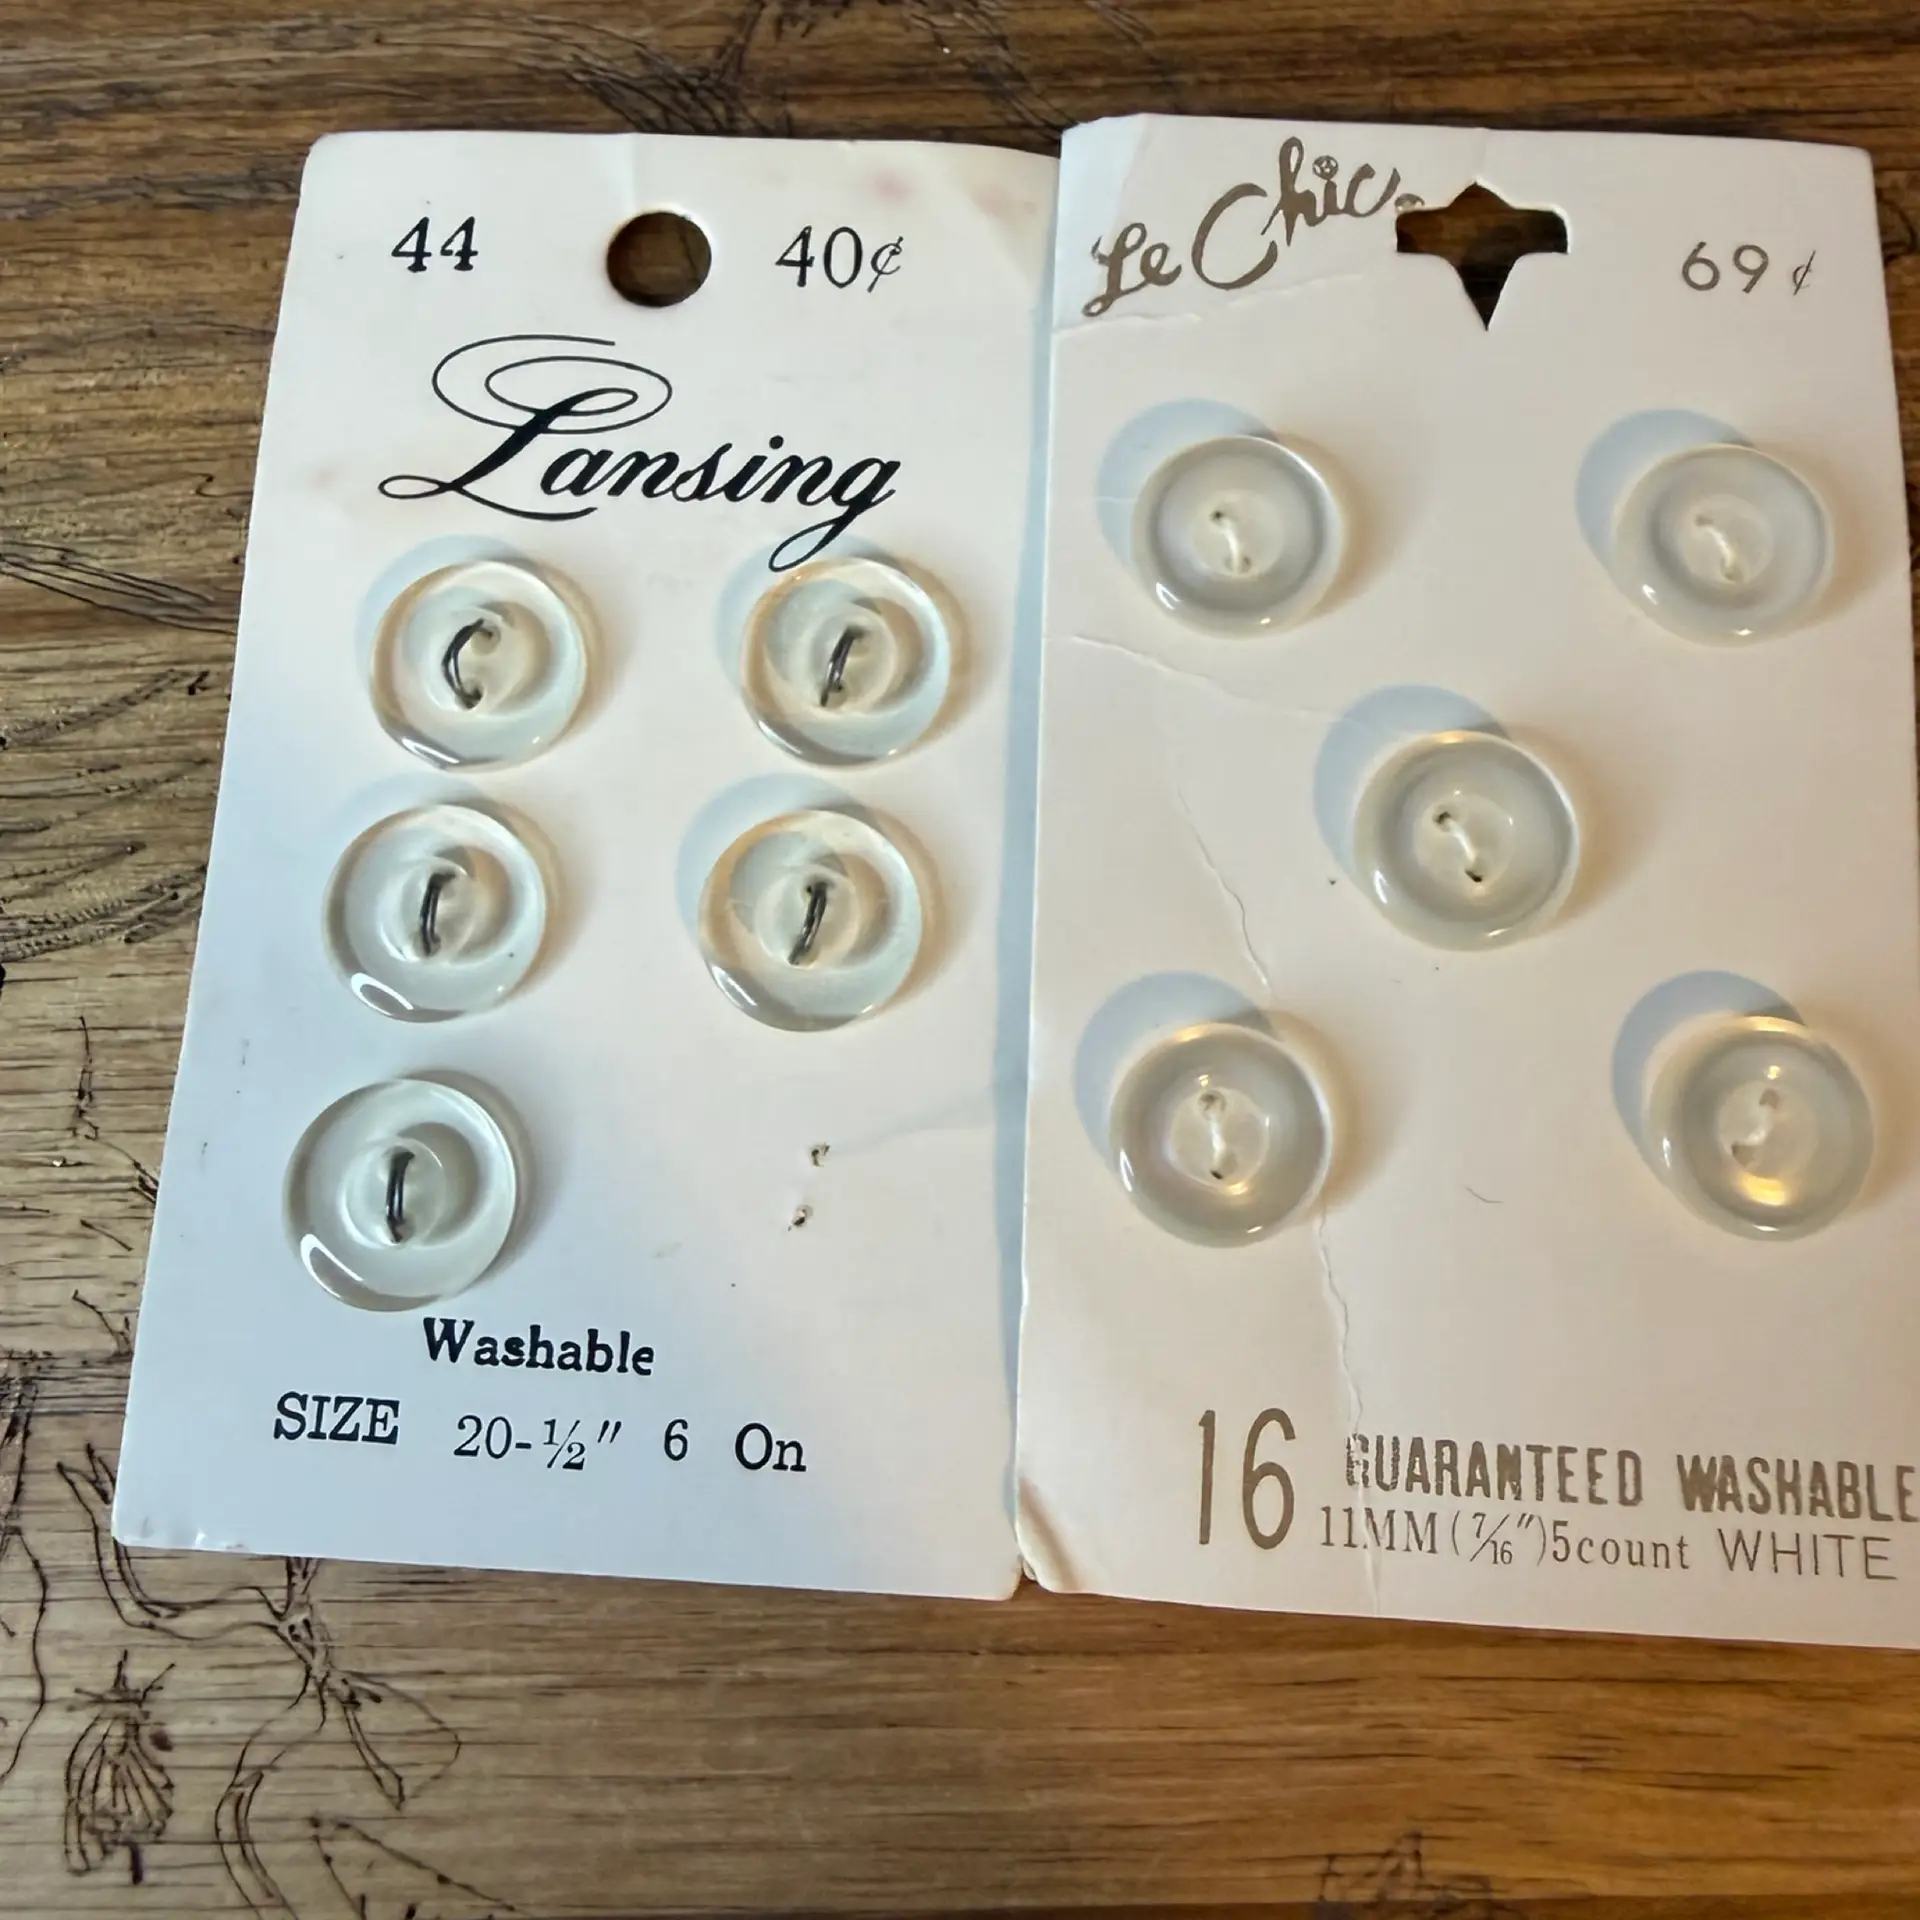 44 40¢
Lansing
Washable
SIZE 20-½" 6 On
Le Chic
69 ¢
16 GUARANTEED WASHABLE
11MM (7/16") 5count WHITE